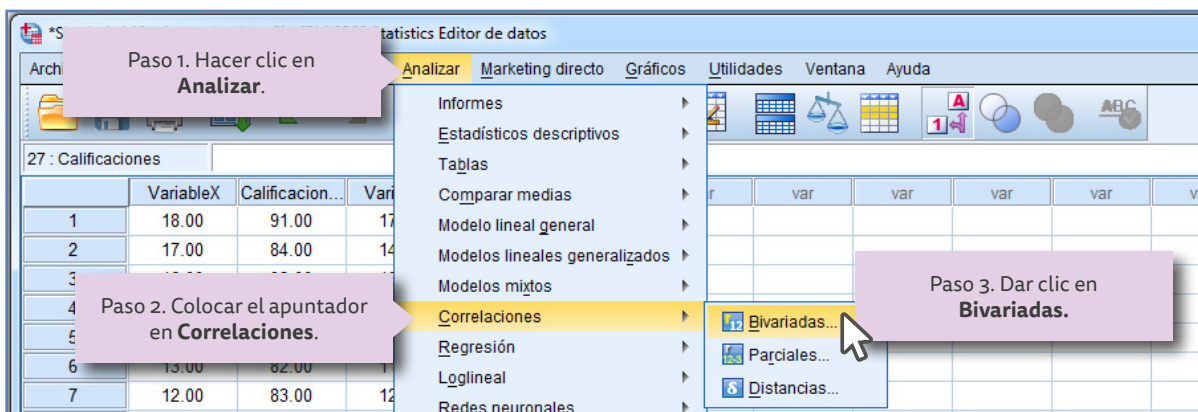 *S
tatistics Editor de datos
Archi
Analizar Marketing directo Gráficos Utilidades Ventana Ayuda
Paso 1. Hacer clic en
Analizar.
A
1
ABC
27 : Calificaciones
Informes
Estadísticos descriptivos
Tablas
Comparar medias
Modelo lineal general
Modelos lineales generalizados
Modelos mixtos
Correlaciones
Regresión
Loglineal
Redes neuronales
VariableX Calificacion... Vari r var var var var v
1 18.00 91.00 17
2 17.00 84.00 14
3
4
5
6 13.00 82.00
7 12.00 83.00 12
Paso 2. Colocar el apuntador
en Correlaciones.
Bivariadas...
Parciales...
Distancias...
Paso 3. Dar clic en
Bivariadas.